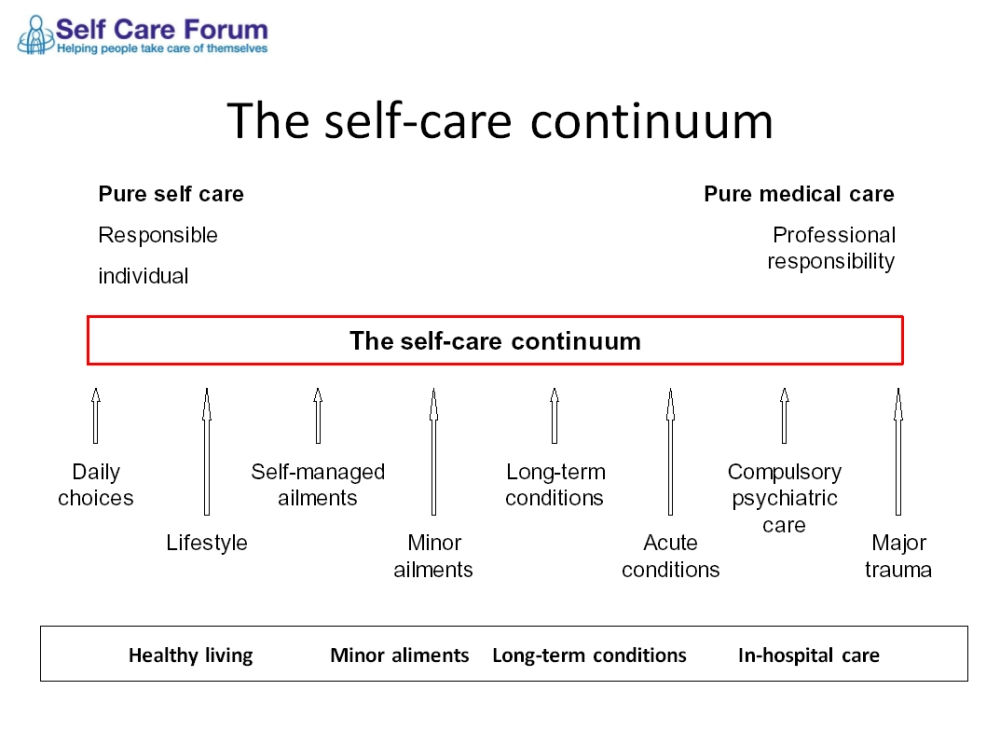 Self Care Forum
Helping people take care of themselves
The self-care continuum
Pure self care
Responsible
individual
Pure medical care
Professional
responsibility
The self-care continuum
Daily
choices
Lifestyle
Self-managed
ailments
Minor
ailments
Long-term
conditions
Acute
conditions
Compulsory
psychiatric
care
Major
trauma
Healthy living
Minor aliments
Long-term conditions
In-hospital care